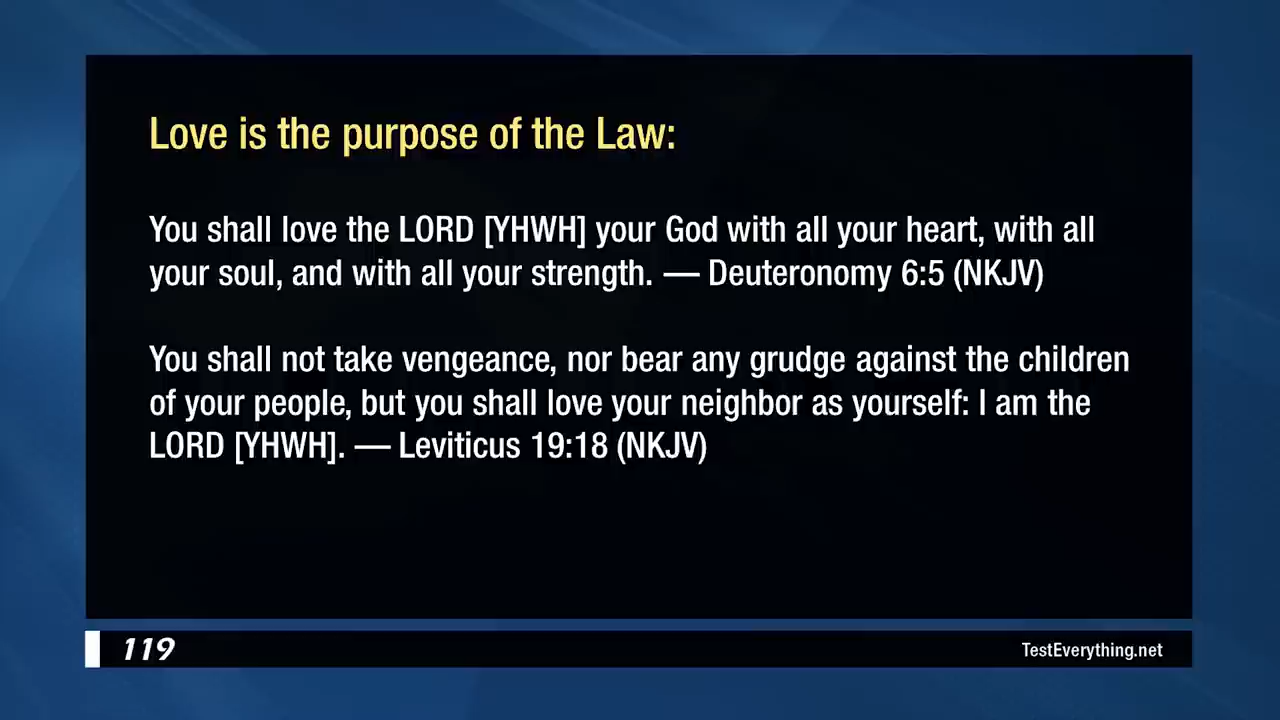 Love is the purpose of the Law:
You shall love the LORD [YHWH] your God with all your heart, with all
your soul, and with all your strength. — Deuteronomy 6:5 (NKJV)
You shall not take vengeance, nor bear any grudge against the children
of your people, but you shall love your neighbor as yourself: I am the
LORD [YHWH]. — Leviticus 19:18 (NKJV)
119
TestEverything.net